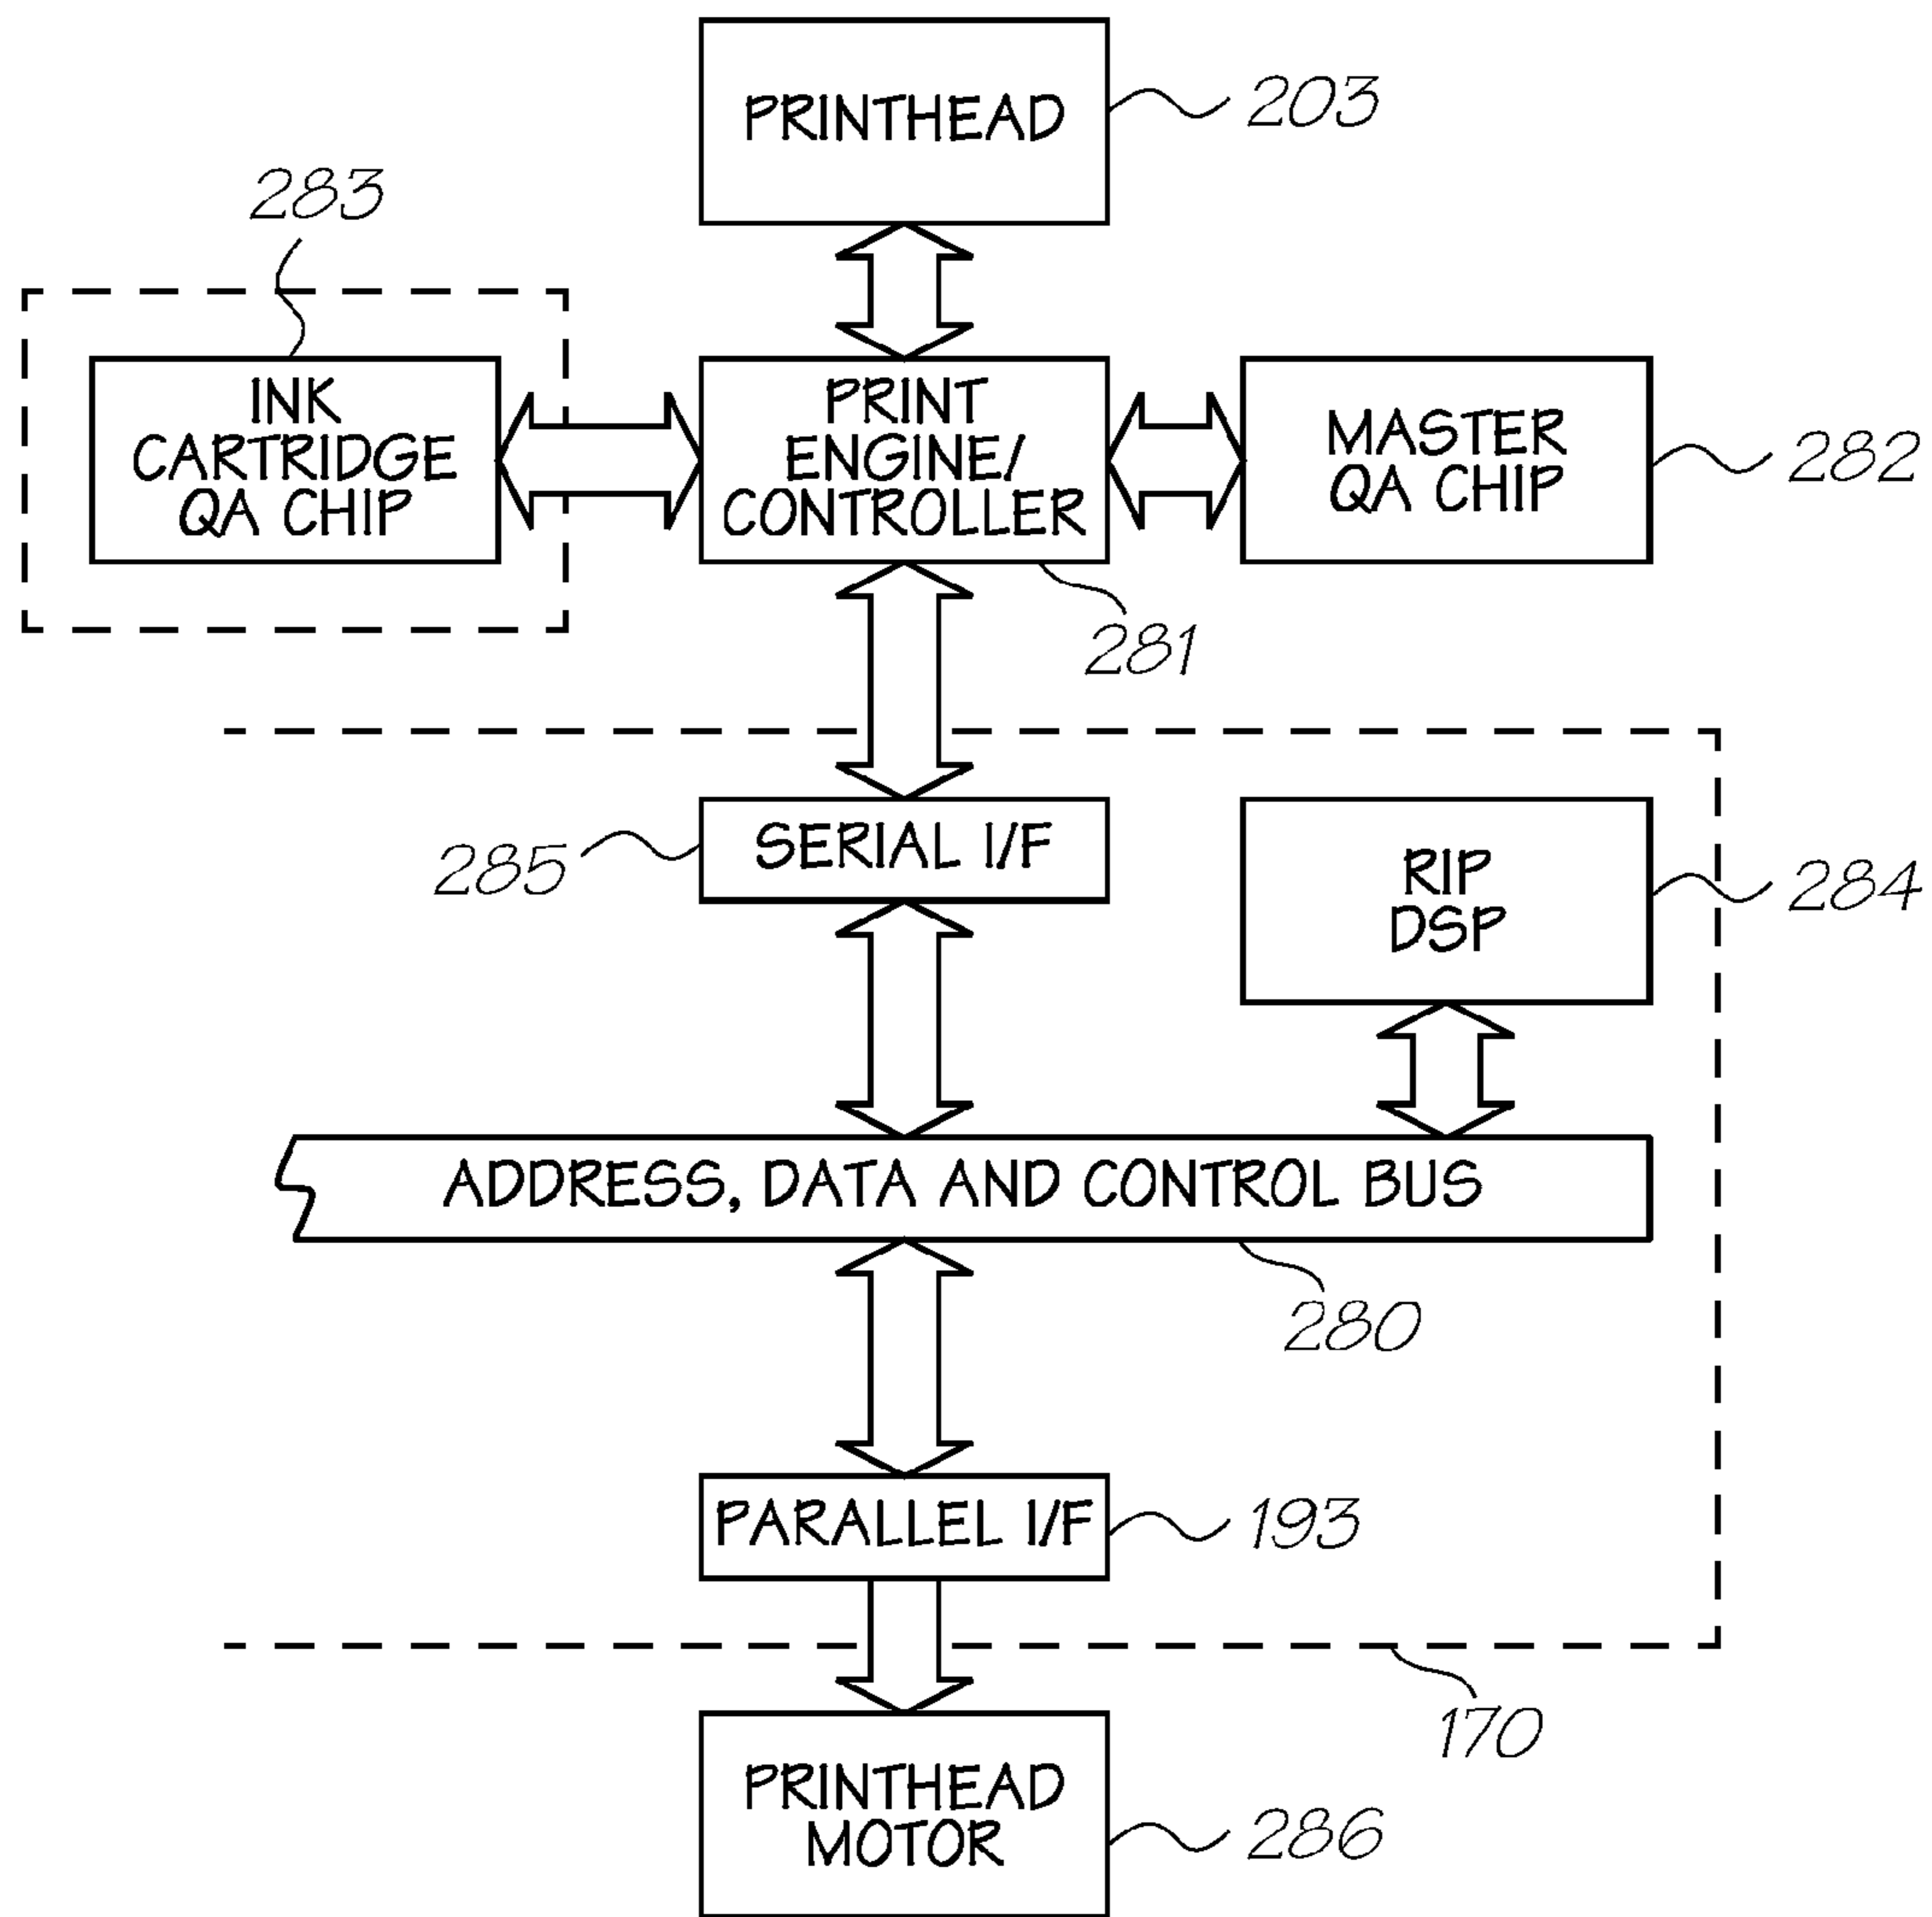 PRINTHEAD
203
283
INK
CARTRIDGE
QA CHIP
PRINT
ENGINE/
CONTROLLER
MASTER
QA CHIP
282
281
SERIAL I/F
285
RIP
DSP
284
ADDRESS, DATA AND CONTROL BUS
280
PARALLEL I/F
193
170
PRINTHEAD
MOTOR
286